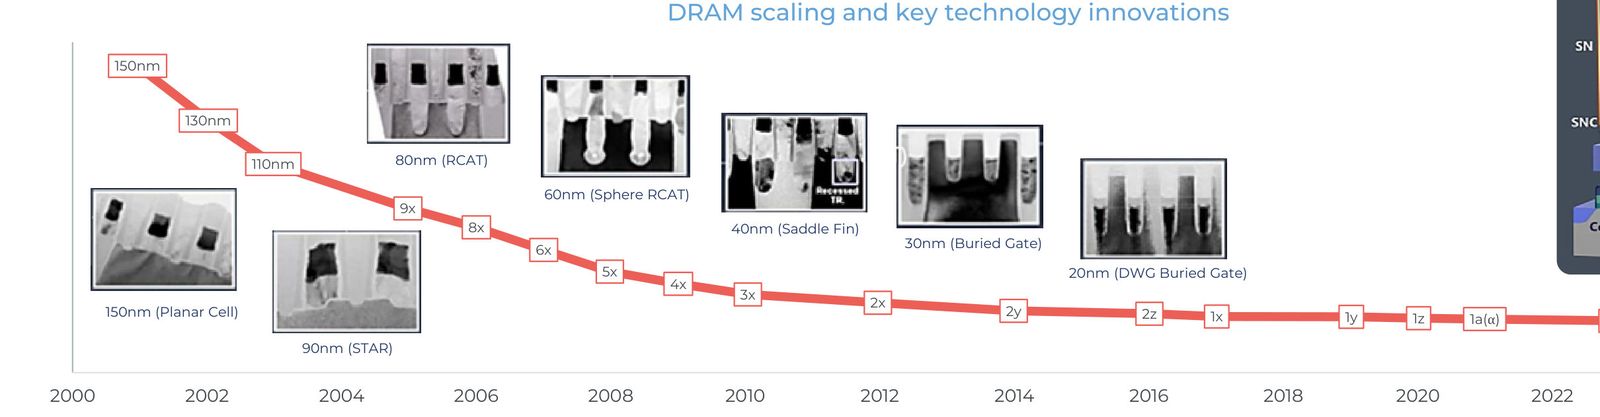 DRAM scaling and key technology innovations
150nm
130nm
110nm
9x
8x
6x
5x
4x
3x
2x
2y
2z
1x
1y
1z
1a(α)
150nm (Planar Cell)
90nm (STAR)
80nm (RCAT)
60nm (Sphere RCAT)
Recessed
TR.
40nm (Saddle Fin)
30nm (Buried Gate)
20nm (DWG Buried Gate)
SN
SNC
2000
2002
2004
2006
2008
2010
2012
2014
2016
2018
2020
2022